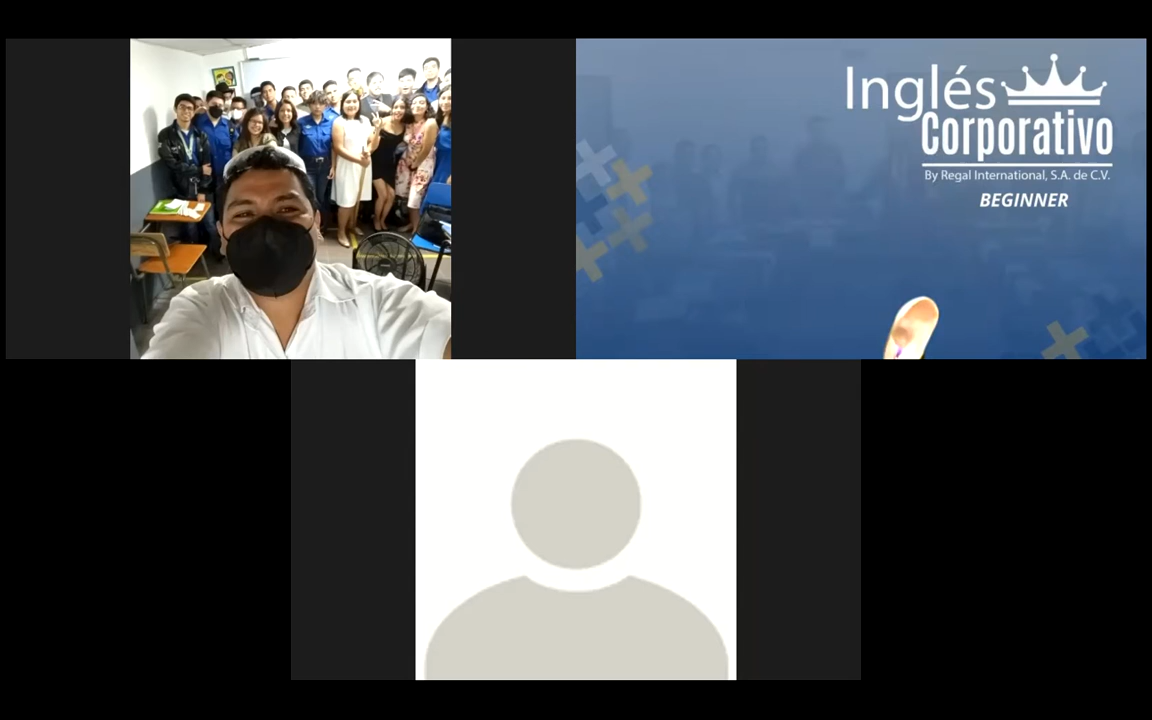 Inglés
Corporativo
By Regal International, S.A. de C.V.
BEGINNER